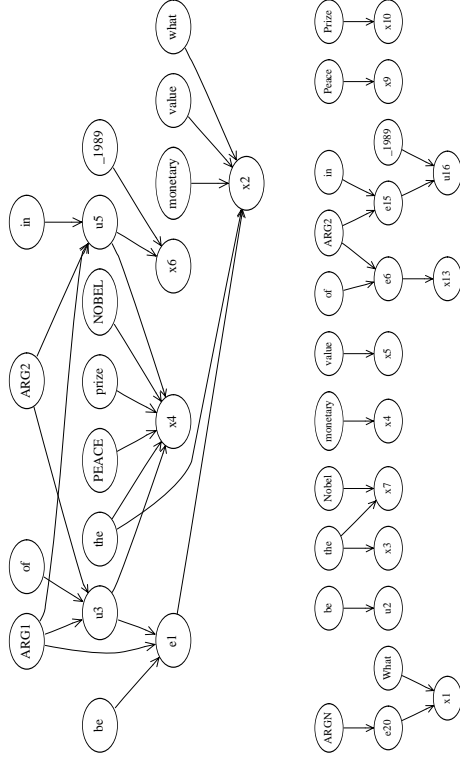 ARG1
of
ARG2
in
be
u3
the
PEACE
prize
NOBEL
u5
_1989
monetary
value
what
e1
x4
x6
x2
ARGN
be
the
Nobel
monetary
value
of
ARG2
in
Peace
Prize
e20
What
u2
x3
x7
x4
x5
e6
e15
_1989
x9
x10
x1
x13
u16